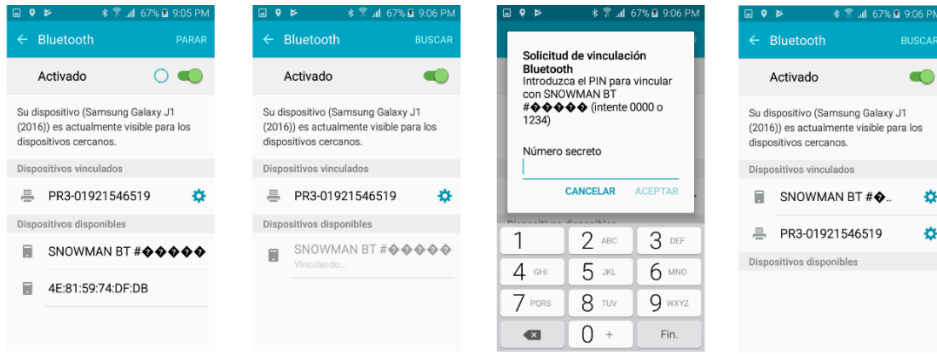 67% 9:05 PM
Bluetooth PARAR
Activado
Su dispositivo (Samsung Galaxy J1
(2016)) es actualmente visible para los
dispositivos cercanos.
Dispositivos vinculados
PR3-01921546519
Dispositivos disponibles
SNOWMAN BT #�����
4E:81:59:74:DF:DB
67% 9:06 PM
Bluetooth BUSCAR
Activado
Su dispositivo (Samsung Galaxy J1
(2016)) es actualmente visible para los
dispositivos cercanos.
Dispositivos vinculados
PR3-01921546519
Dispositivos disponibles
SNOWMAN BT #�����
Vinculando...
67% 9:06 PM
Solicitud de vinculación
Bluetooth
Introduzca el PIN para vincular
con SNOWMAN BT
#����� (intente 0000 o
1234)
Número secreto
CANCELAR ACEPTAR
Dispositivos disponibles
1 2 ABC 3 DEF
4 GHI 5 JKL 6 MNO
7 PQRS 8 TUV 9 WXYZ
0 + Fin.
67% 9:06 PM
Bluetooth BUSCAR
Activado
Su dispositivo (Samsung Galaxy J1
(2016)) es actualmente visible para los
dispositivos cercanos.
Dispositivos vinculados
SNOWMAN BT #�..
PR3-01921546519
Dispositivos disponibles